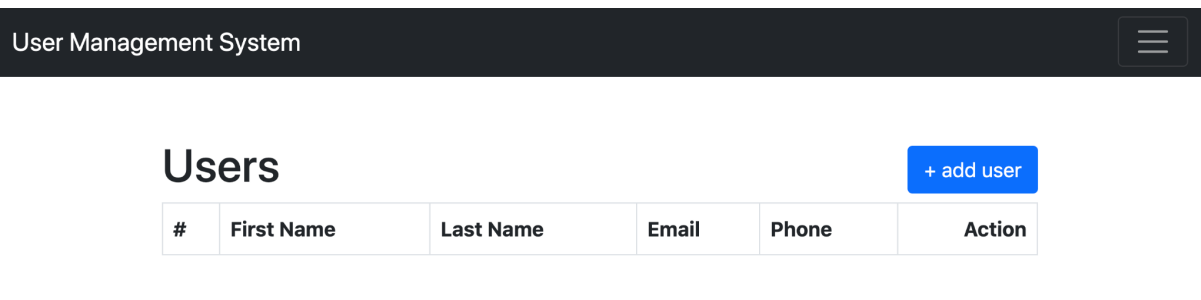 User Management System
Users
+ add user
# First Name Last Name Email Phone Action